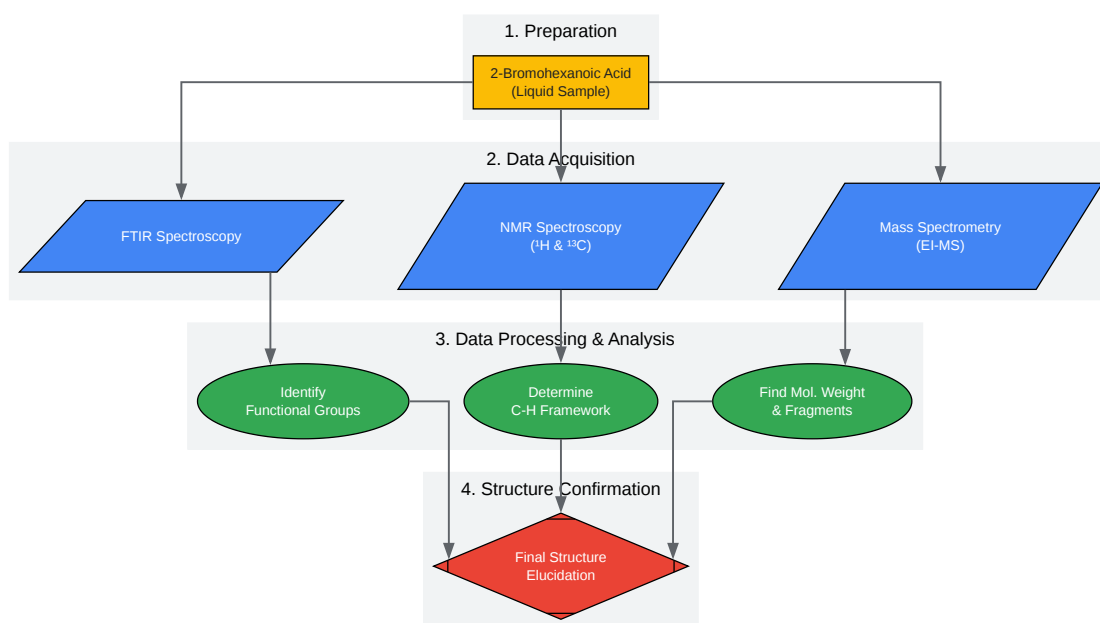 1. Preparation
2-Bromohexanoic Acid
(Liquid Sample)
2. Data Acquisition
FTIR Spectroscopy
NMR Spectroscopy
(¹H & ¹³C)
Mass Spectrometry
(EI-MS)
3. Data Processing & Analysis
Identify
Functional Groups
Determine
C-H Framework
Find Mol. Weight
& Fragments
4. Structure Confirmation
Final Structure
Elucidation